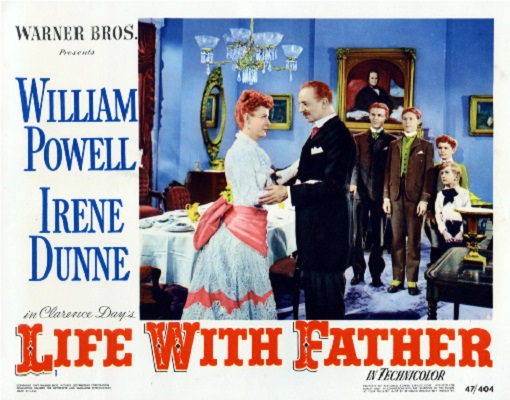 WARNER BROS.
Presents
WILLIAM
POWELL
IRENE
DUNNE
in Clarence Day's
LIFE WITH FATHER
IN TECHNICOLOR
47/404